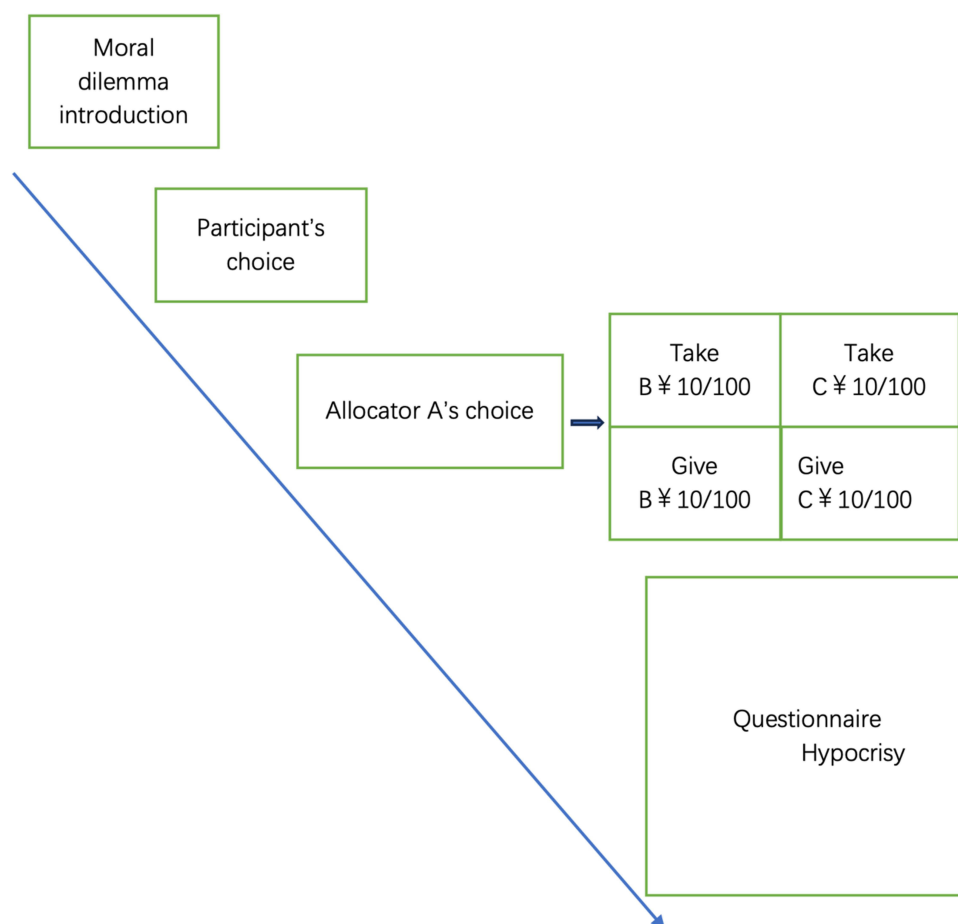 Moral
dilemma
introduction
Participant’s
choice
Allocator A’s choice
Take
B ¥ 10/100
Take
C ¥ 10/100
Give
B ¥ 10/100
Give
C ¥ 10/100
Questionnaire
Hypocrisy